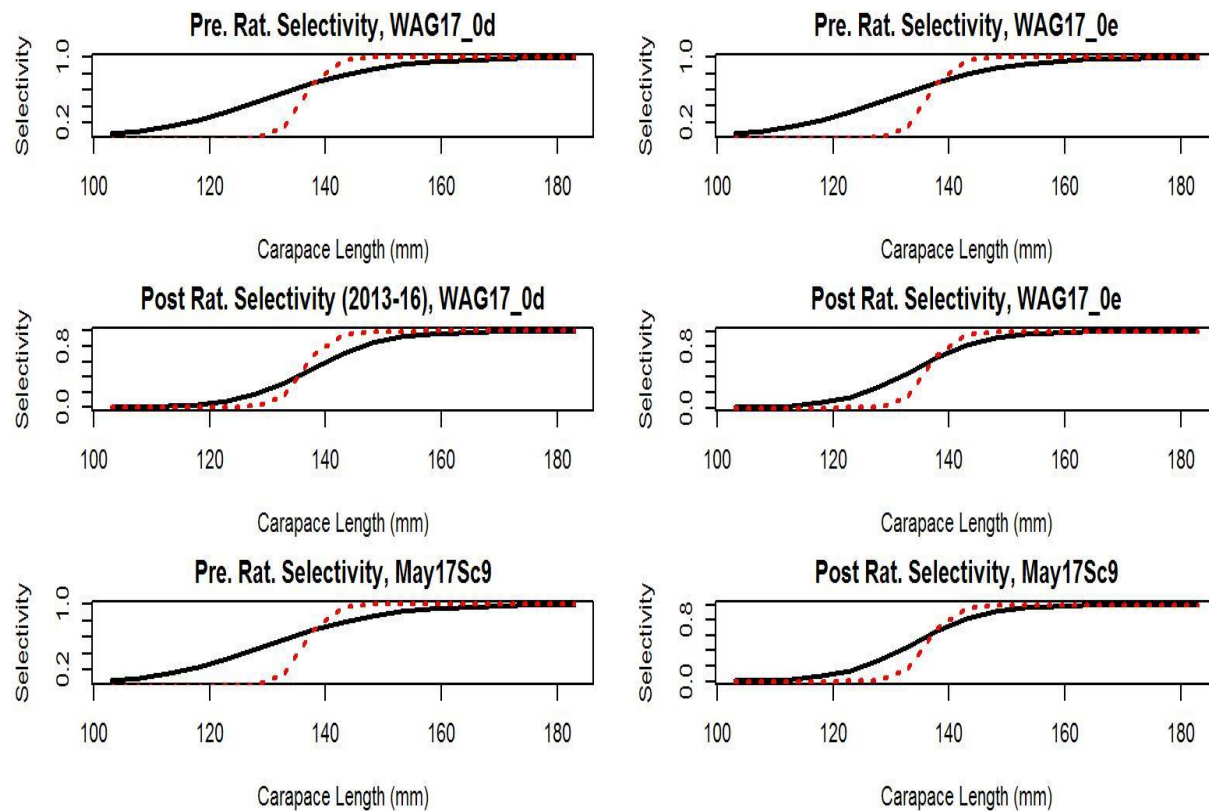 Pre. Rat. Selectivity, WAG17_0d
Selectivity
0.2 1.0
100 120 140 160 180
Carapace Length (mm)
Pre. Rat. Selectivity, WAG17_0e
Selectivity
0.2 1.0
100 120 140 160 180
Carapace Length (mm)
Post Rat. Selectivity (2013-16), WAG17_0d
Selectivity
0.0 0.8
100 120 140 160 180
Carapace Length (mm)
Post Rat. Selectivity, WAG17_0e
Selectivity
0.0 0.8
100 120 140 160 180
Carapace Length (mm)
Pre. Rat. Selectivity, May17Sc9
Selectivity
0.2 1.0
100 120 140 160 180
Carapace Length (mm)
Post Rat. Selectivity, May17Sc9
Selectivity
0.0 0.8
100 120 140 160 180
Carapace Length (mm)